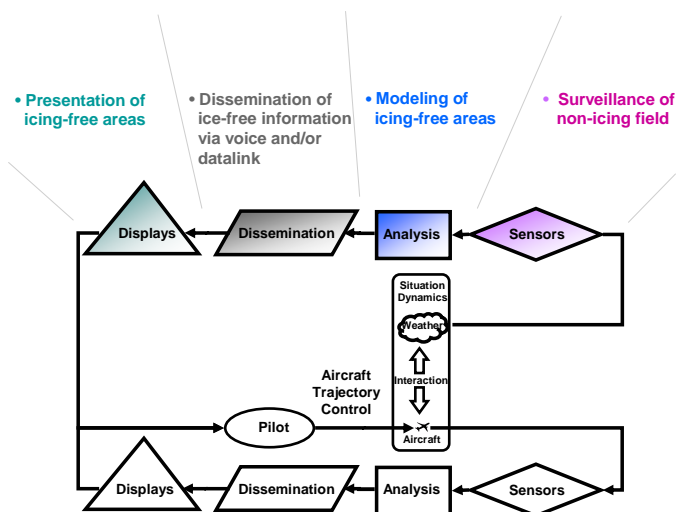 • Presentation of
icing-free areas
• Dissemination of
ice-free information
via voice and/or
datalink
• Modeling of
icing-free areas
• Surveillance of
non-icing field
Displays
Dissemination
Analysis
Sensors
Situation
Dynamics
Weather
Interaction
Aircraft
Aircraft
Trajectory
Control
Pilot
Displays
Dissemination
Analysis
Sensors